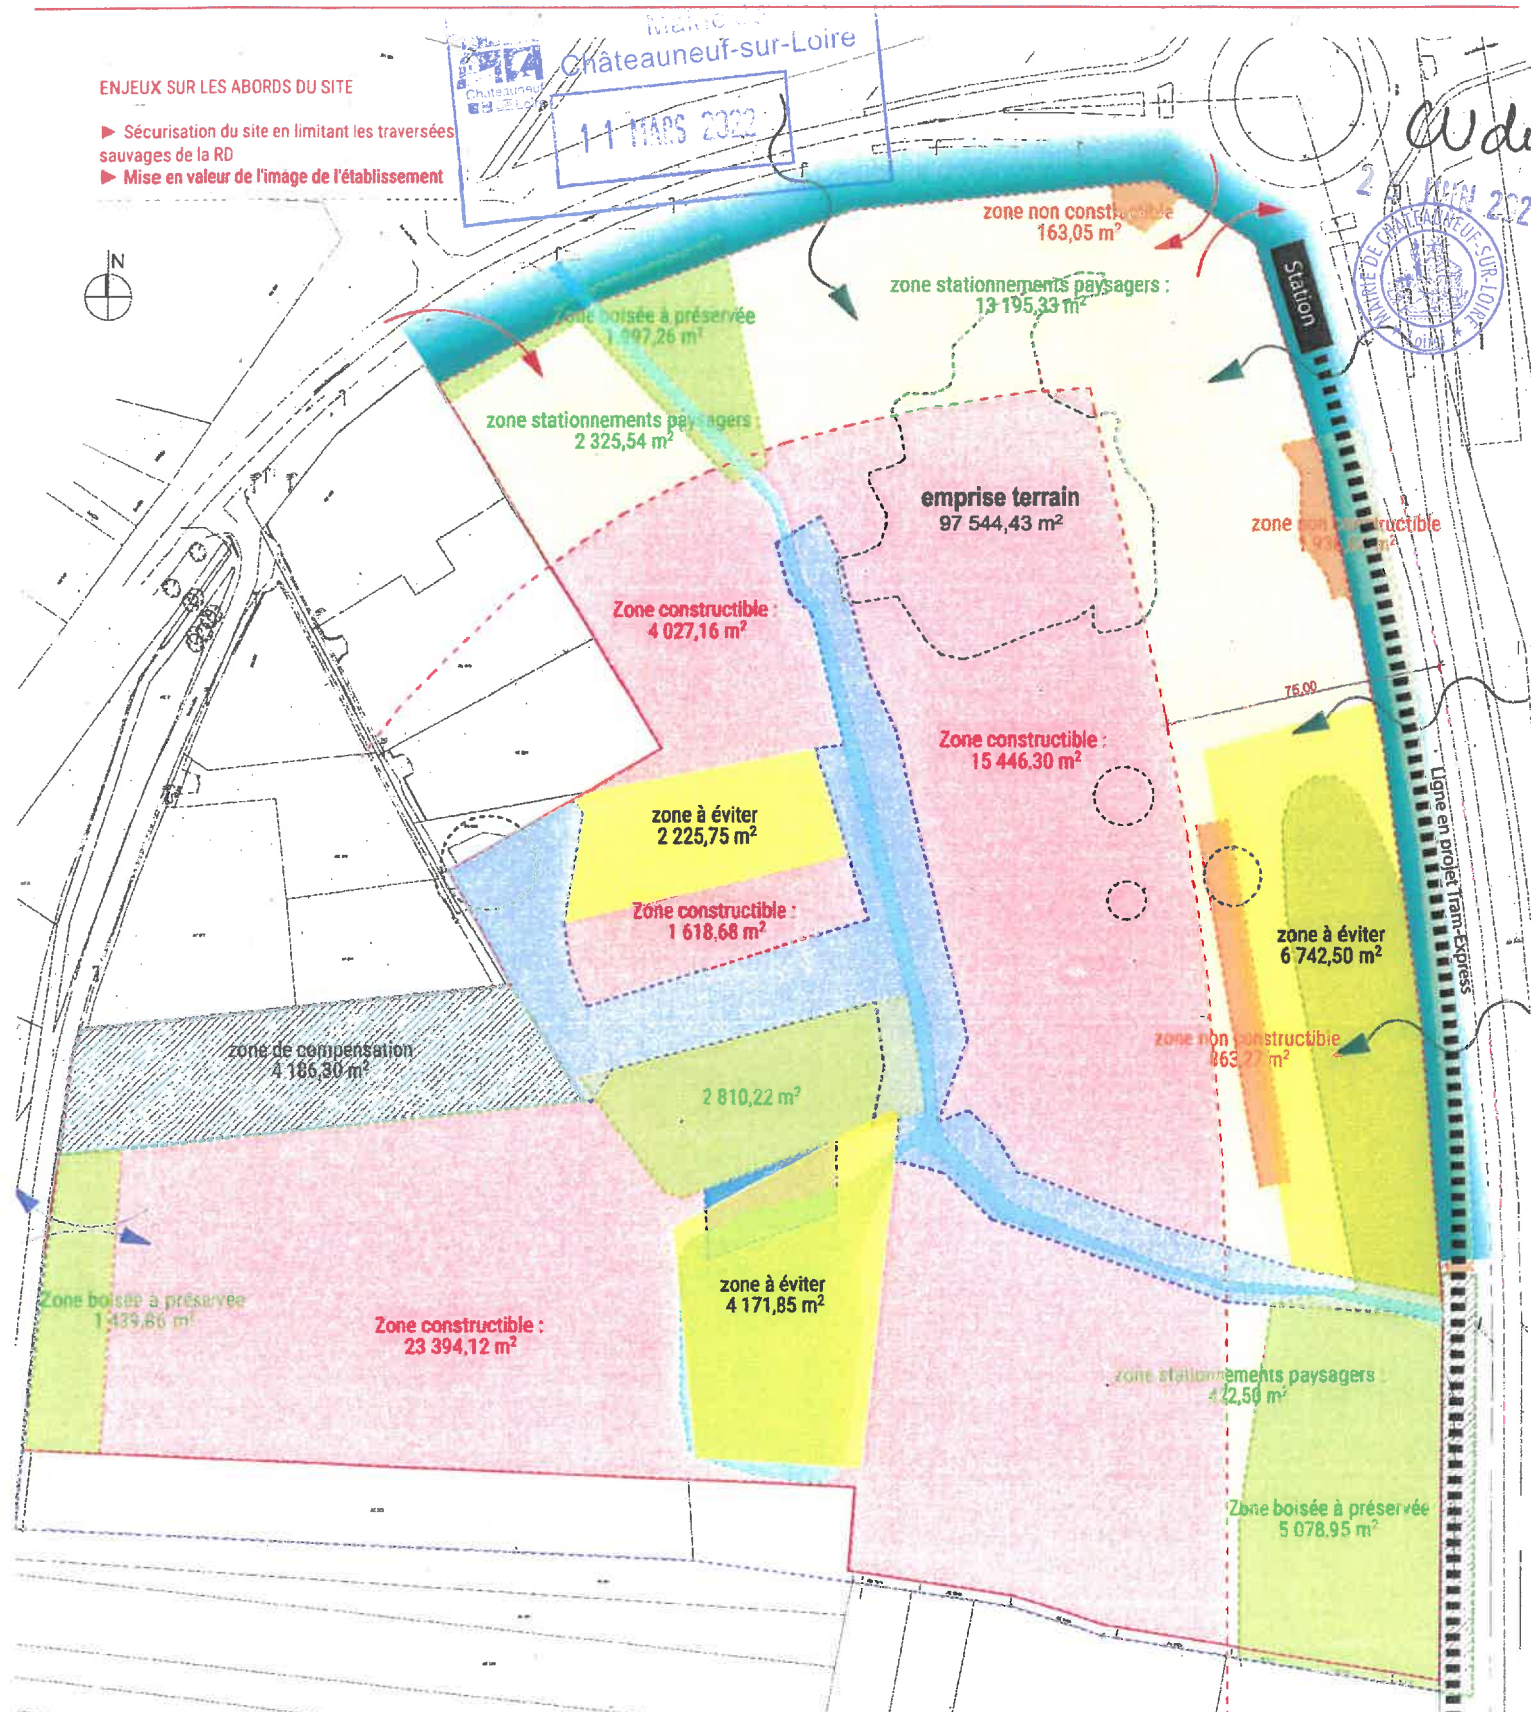 Châteauneuf-sur-Loire
Châteauneuf
11 MARS 2022
ENJEUX SUR LES ABORDS DU SITE
► Sécurisation du site en limitant les traversées
sauvages de la RD
► Mise en valeur de l'image de l'établissement
MAIRIE DE CHATEAUNEUF-SUR-LOIRE
Loiret
N
Station
zone non constructible
163,05 m²
zone stationnements paysagers :
13 195,33 m²
Zone boisée à préservée
1 997,26 m²
zone stationnements paysagers :
2 325,54 m²
emprise terrain
97 544,43 m²
zone non constructible
Zone constructible :
4 027,16 m²
75.00
Zone constructible :
15 446,30 m²
Ligne en projet Tram-Express
zone à éviter
2 225,75 m²
Zone constructible :
1 618,68 m²
zone à éviter
6 742,50 m²
zone de compensation
4 186,30 m²
zone non constructible
863,27 m²
2 810,22 m²
zone à éviter
4 171,85 m²
Zone boisée à préservée
1 439,86 m²
Zone constructible :
23 394,12 m²
zone stationnements paysagers :
422,50 m²
Zone boisée à préservée
5 078,95 m²